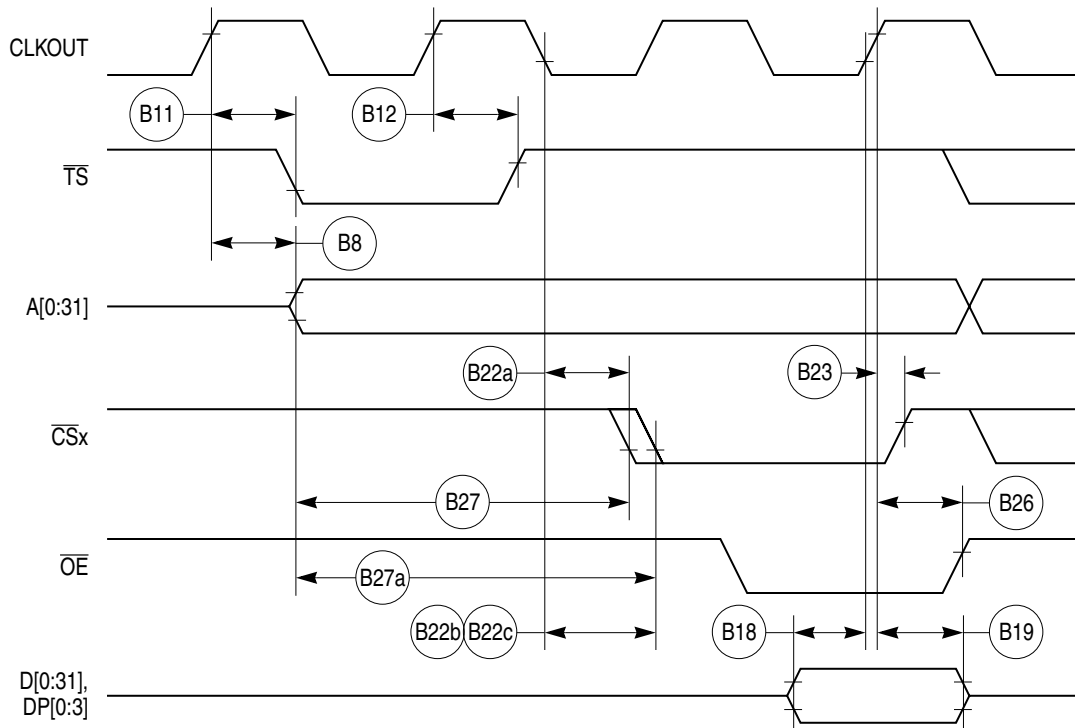 CLKOUT
B11
B12
TS
B8
A[0:31]
B22a
B23
CSx
B27
B26
OE
B27a
B22b B22c
B18
B19
D[0:31],
DP[0:3]